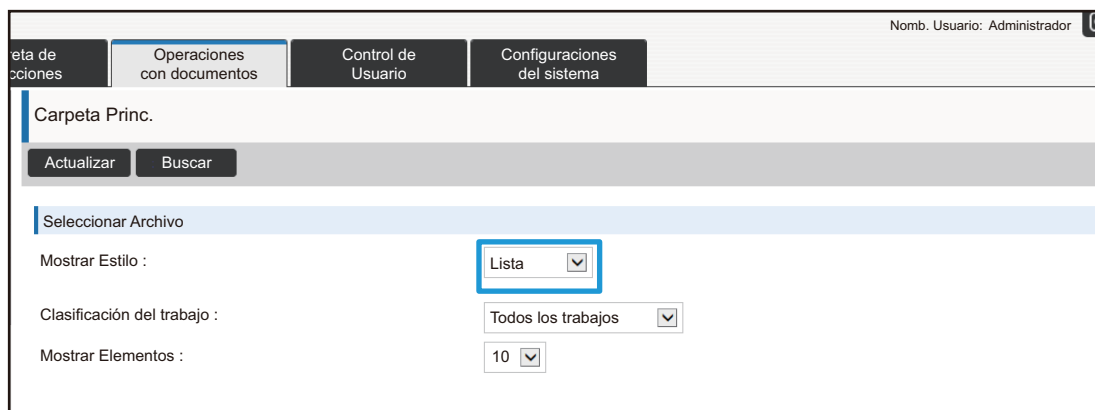 Nomb. Usuario: Administrador
reta de
cciones
Operaciones
con documentos
Control de
Usuario
Configuraciones
del sistema
Carpeta Princ.
Actualizar
Buscar
Seleccionar Archivo
Mostrar Estilo :
Lista
Clasificación del trabajo :
Todos los trabajos
Mostrar Elementos :
10